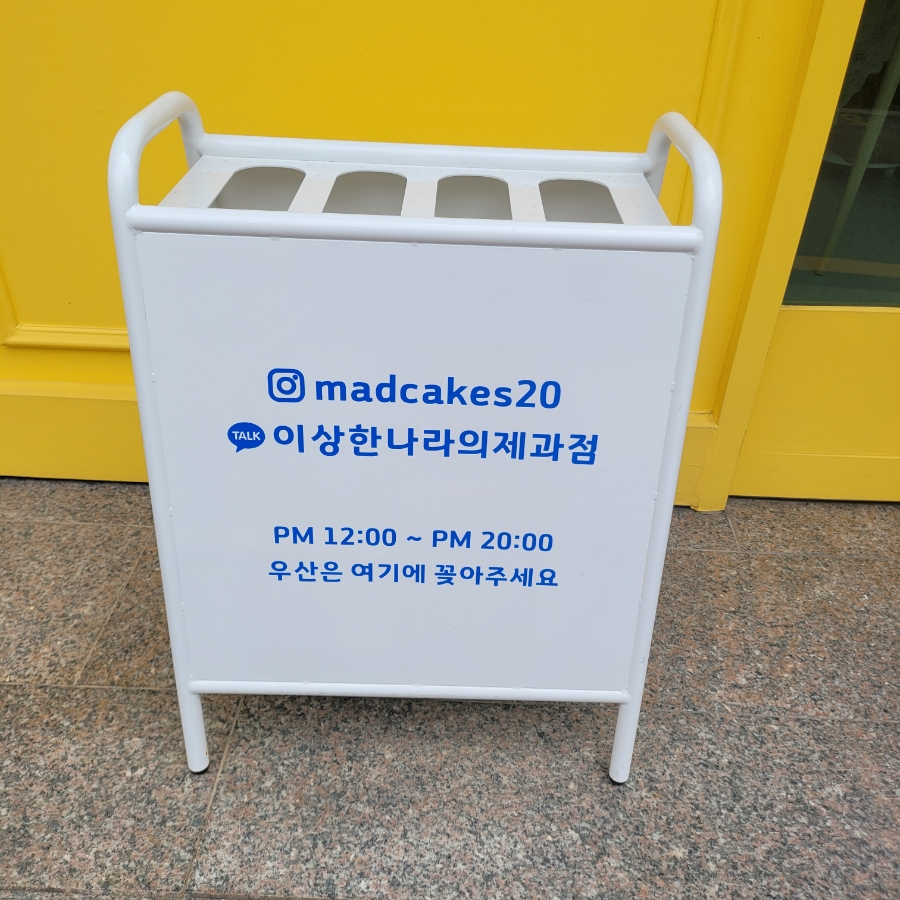 madcakes20
TALK 이상한나라의제과점
PM 12:00 ~ PM 20:00
우산은 여기에 꽂아주세요